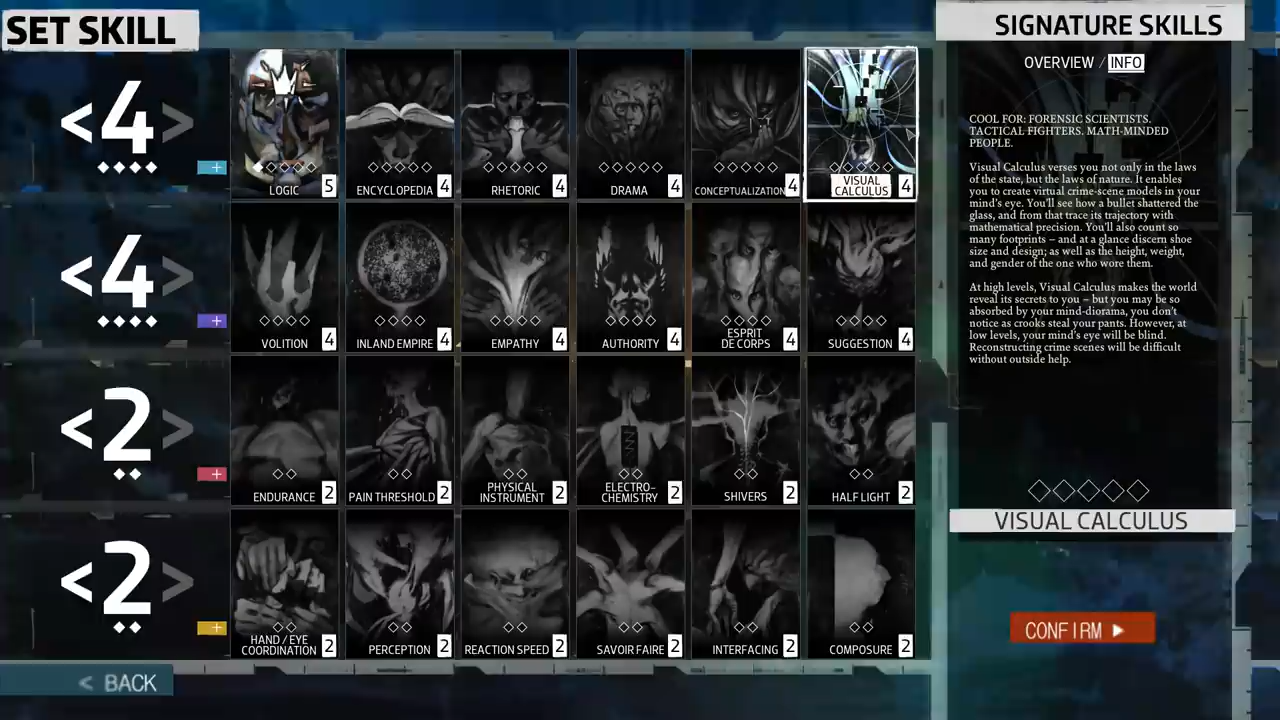 SET SKILL
SIGNATURE SKILLS
OVERVIEW / INFO
<4>
LOGIC 5
ENCYCLOPEDIA 4
RHETORIC 4
DRAMA 4
CONCEPTUALIZATION 4
VISUAL
CALCULUS 4
<4>
VOLITION 4
INLAND EMPIRE 4
EMPATHY 4
AUTHORITY 4
ESPRIT
DE CORPS 4
SUGGESTION 4
<2>
ENDURANCE 2
PAIN THRESHOLD 2
PHYSICAL
INSTRUMENT 2
ELECTRO-
CHEMISTRY 2
SHIVERS 2
HALF LIGHT 2
<2>
HAND / EYE
COORDINATION 2
PERCEPTION 2
REACTION SPEED 2
SAVOIR FAIRE 2
INTERFACING 2
COMPOSURE 2
COOL FOR: FORENSIC SCIENTISTS.
TACTICAL FIGHTERS. MATH-MINDED
PEOPLE.
Visual Calculus verses you not only in the laws
of the state, but the laws of nature. It enables
you to create virtual crime-scene models in your
mind's eye. You'll see how a bullet shattered the
glass, and from that trace its trajectory with
mathematical precision. You'll also count so
many footprints – and at a glance discern shoe
size and design; as well as the height, weight,
and gender of the one who wore them.
At high levels, Visual Calculus makes the world
reveal its secrets to you – but you may be so
absorbed by your mind-diorama, you don't
notice as crooks steal your pants. However, at
low levels, your mind's eye will be blind.
Reconstructing crime scenes will be difficult
without outside help.
VISUAL CALCULUS
CONFIRM
< BACK